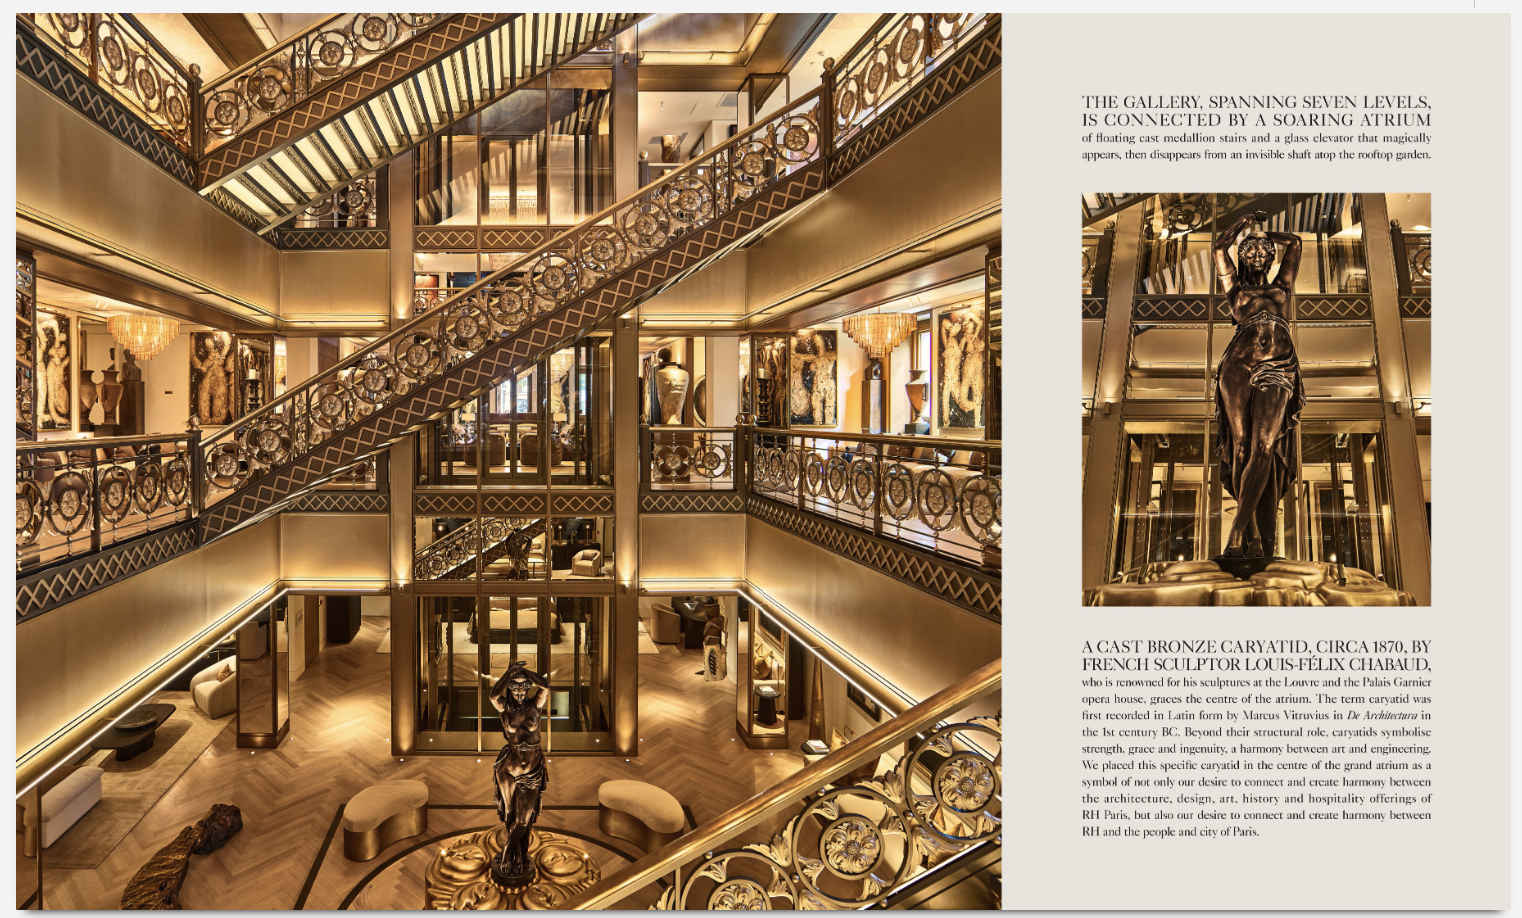 THE GALLERY, SPANNING SEVEN LEVELS,
IS CONNECTED BY A SOARING ATRIUM
of floating cast medallion stairs and a glass elevator that magically
appears, then disappears from an invisible shaft atop the rooftop garden.
A CAST BRONZE CARYATID, CIRCA 1870, BY
FRENCH SCULPTOR LOUIS-FÉLIX CHABAUD,
who is renowned for his sculptures at the Louvre and the Palais Garnier
opera house, graces the centre of the atrium. The term caryatid was
first recorded in Latin form by Marcus Vitruvius in De Architectura in
the 1st century BC. Beyond their structural role, caryatids symbolise
strength, grace and ingenuity, a harmony between art and engineering.
We placed this specific caryatid in the centre of the grand atrium as a
symbol of not only our desire to connect and create harmony between
the architecture, design, art, history and hospitality offerings of
RH Paris, but also our desire to connect and create harmony between
RH and the people and city of Paris.